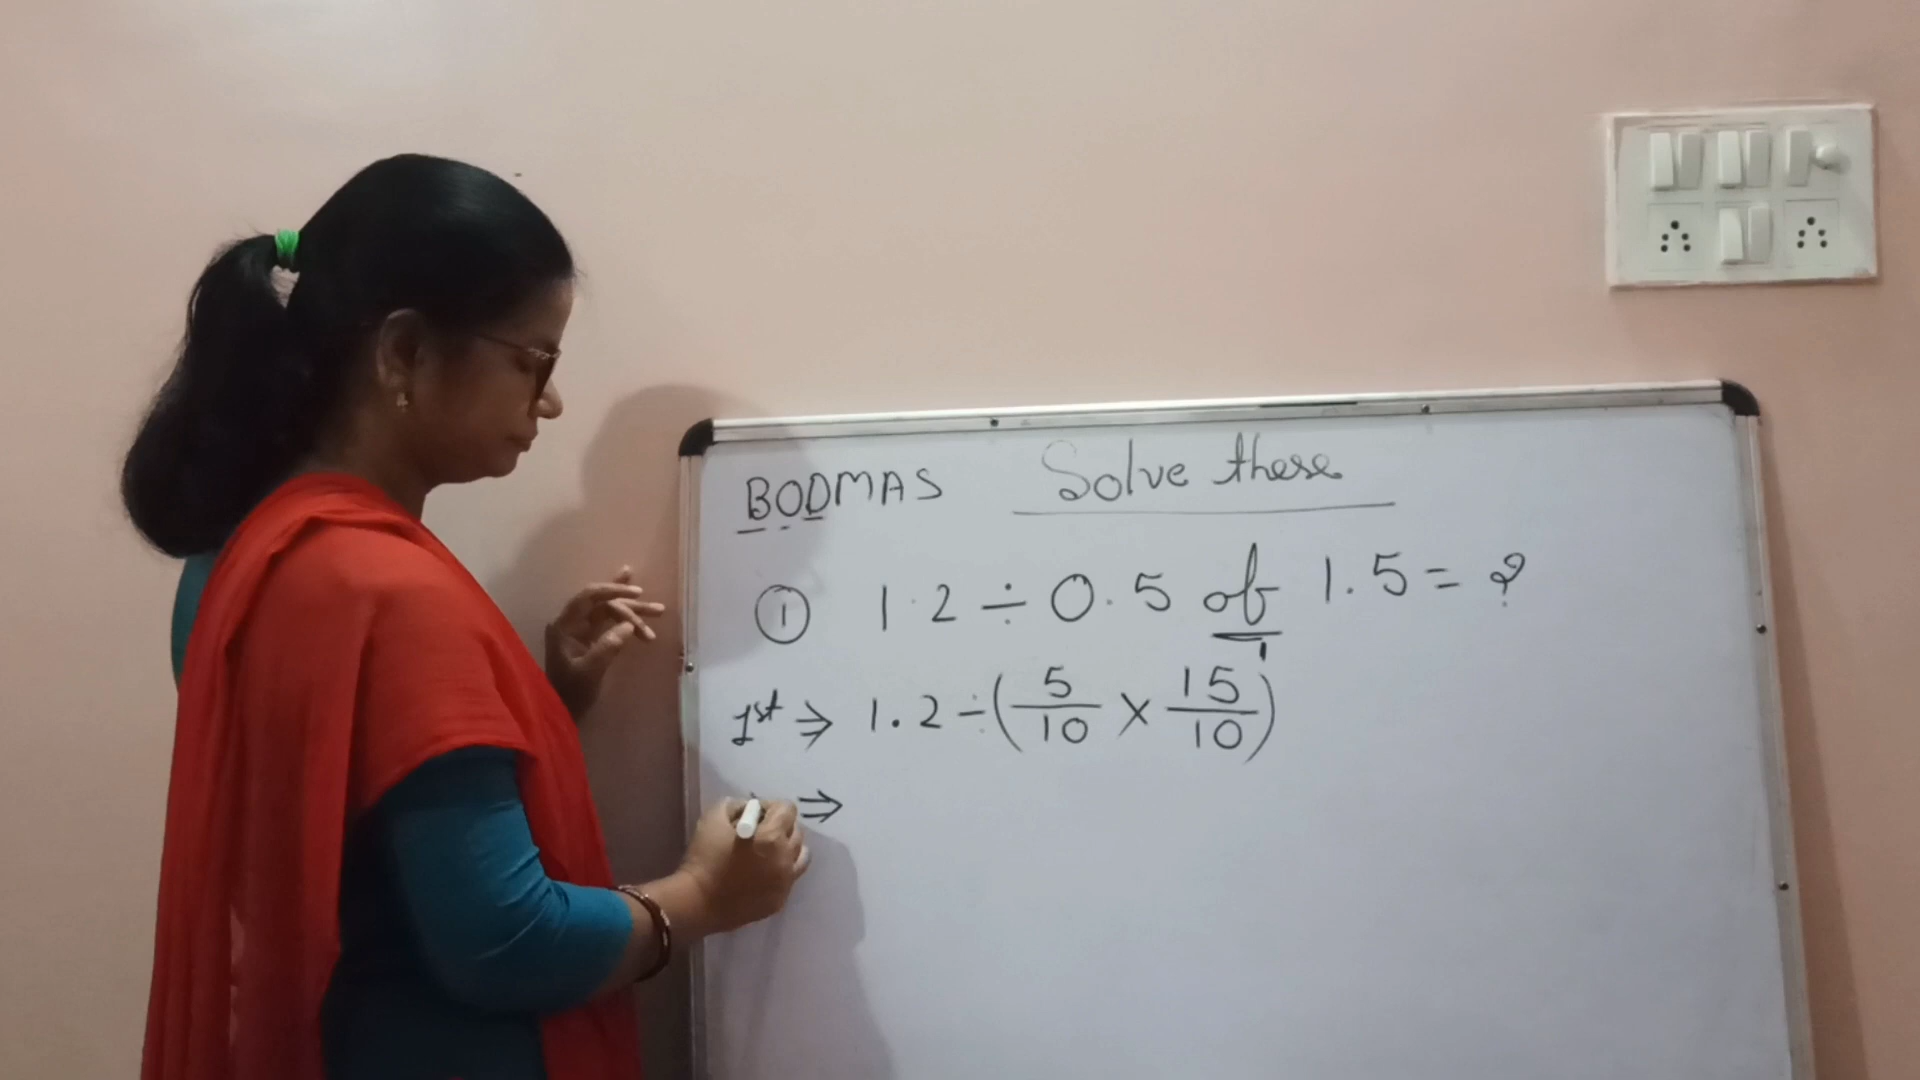 BODMAS Solve these
① 1.2 ÷ 0.5 of 1.5 = ?
1st ⇒ 1.2 ÷ (5/10 × 15/10)
⇒